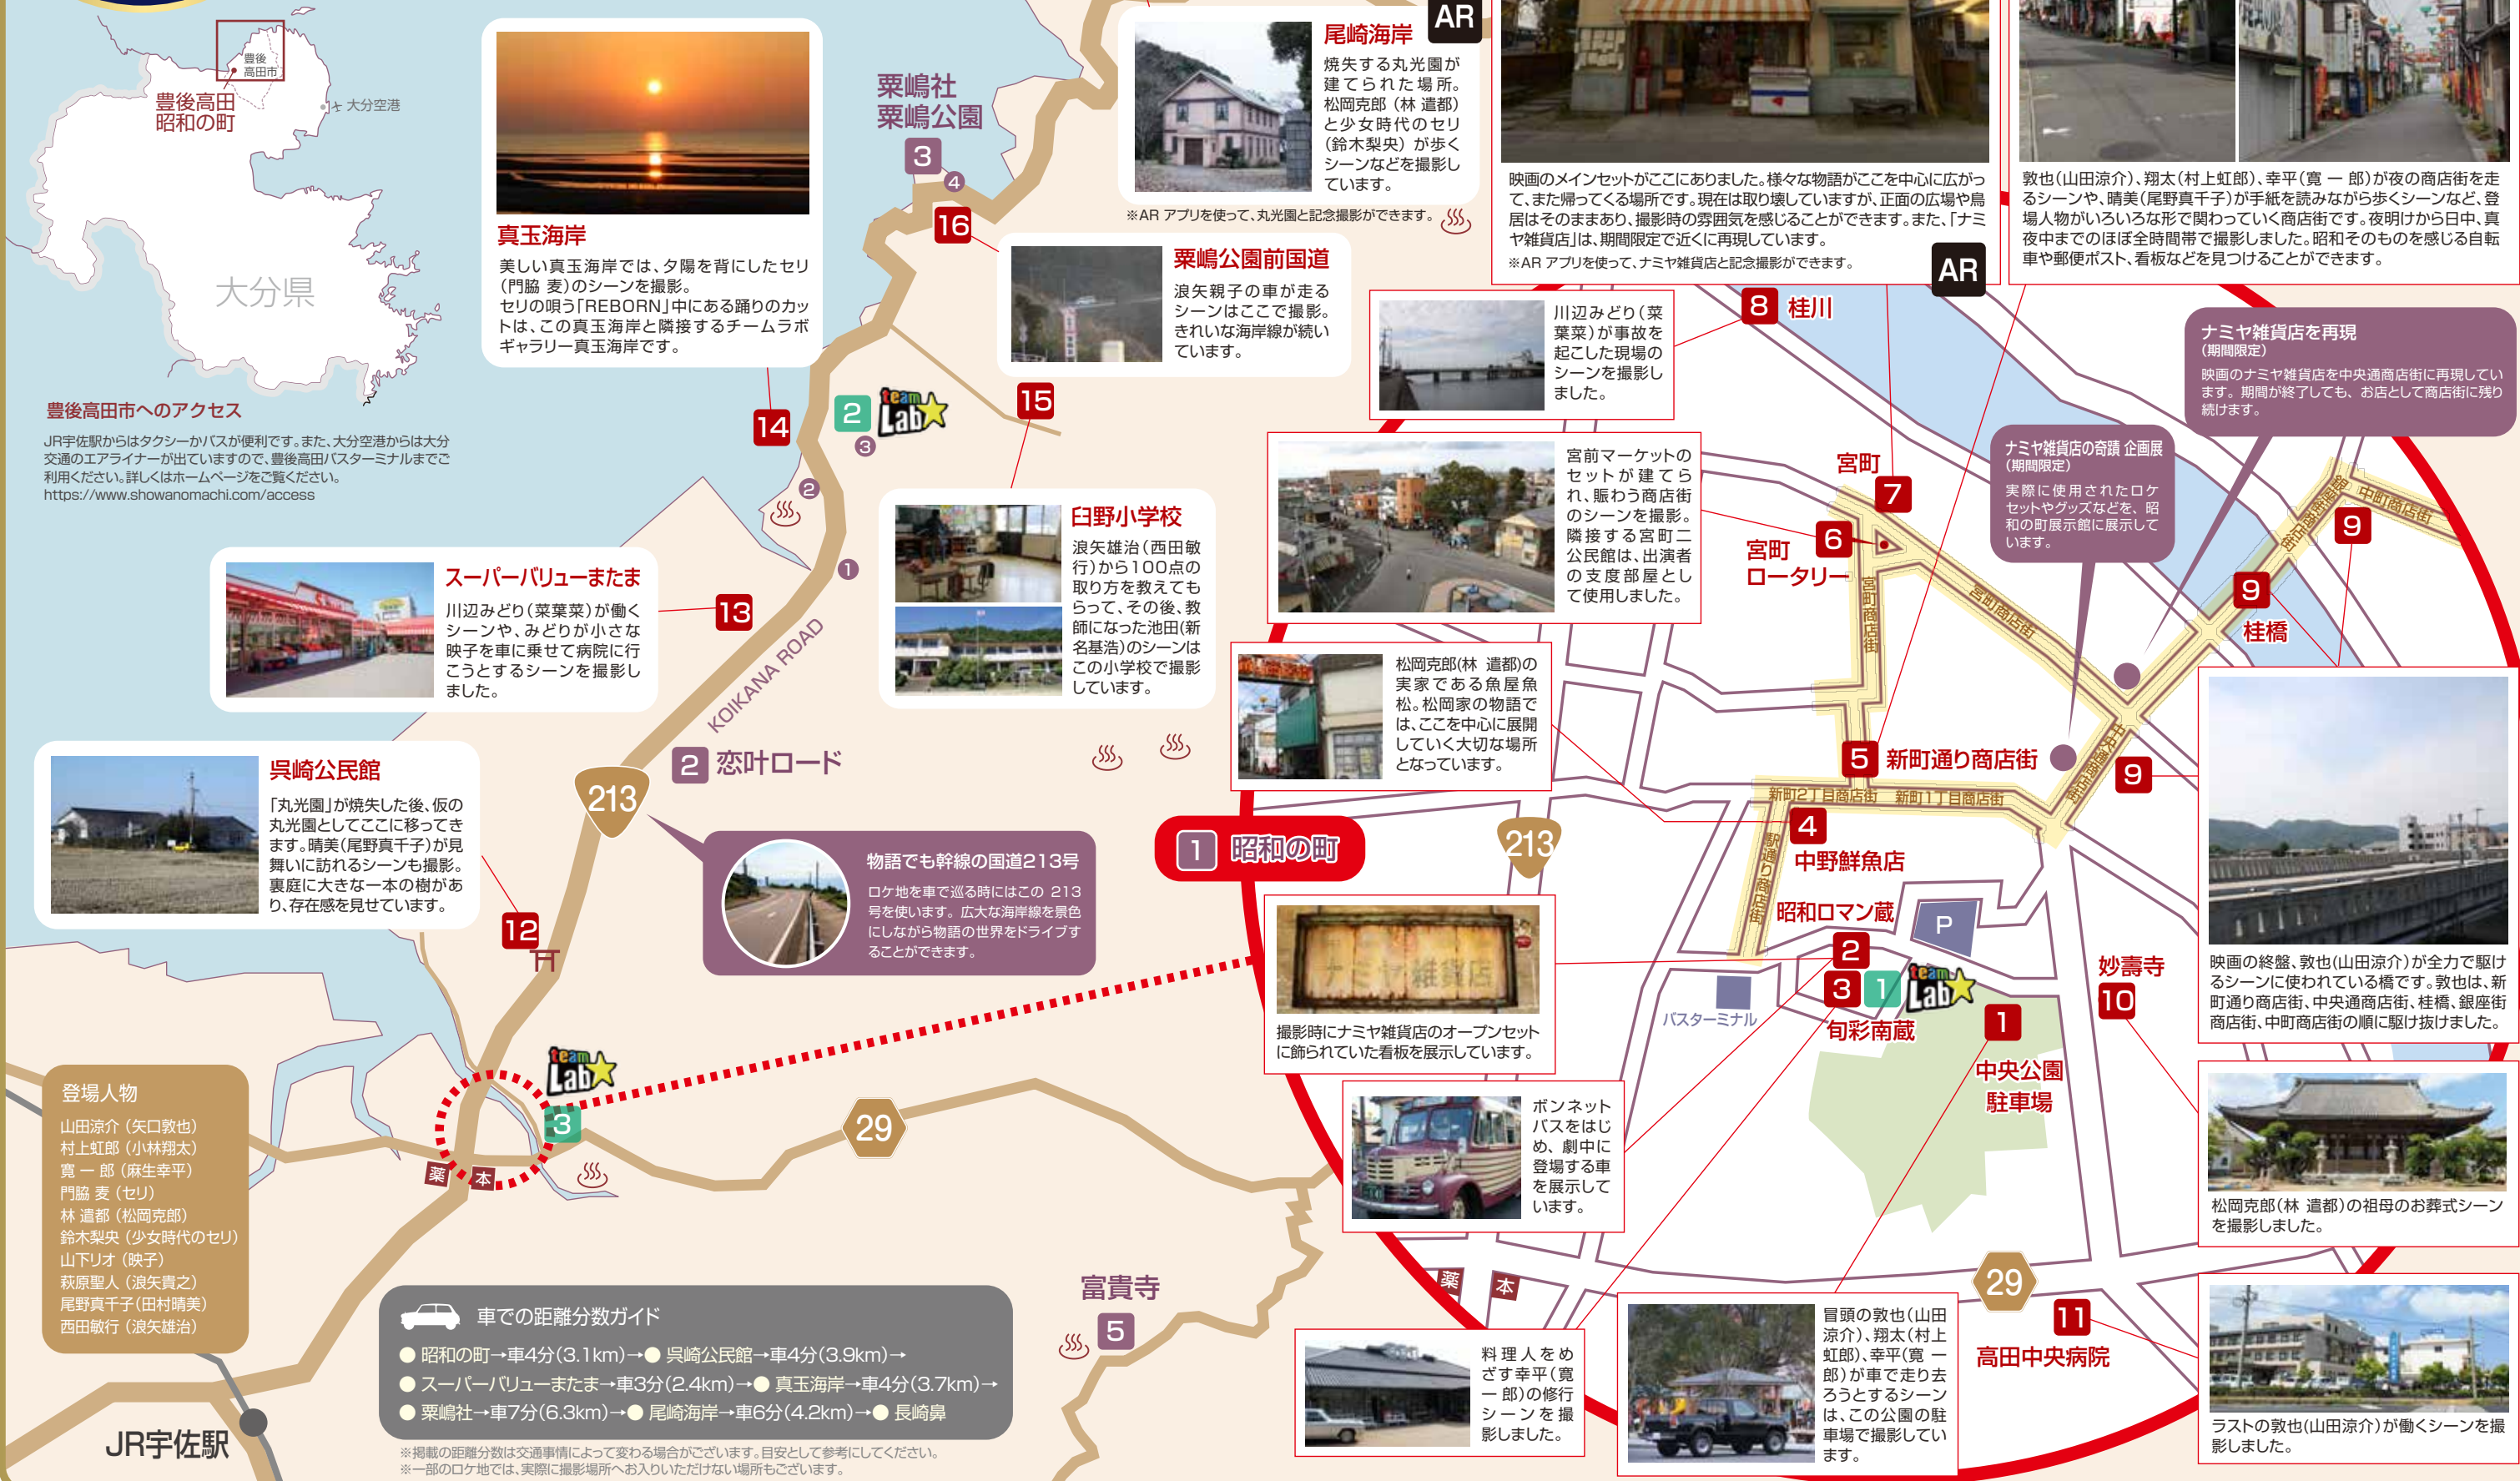 豊後
高田市
豊後高田
昭和の町
大分空港
大分県
豊後高田市へのアクセス
JR宇佐駅からはタクシーかバスが便利です。また、大分空港からは大分
交通のエアライナーが出ていますので、豊後高田バスターミナルまでご
利用ください。詳しくはホームページをご覧ください。
https://www.showanomachi.com/access
真玉海岸
美しい真玉海岸では、夕陽を背にしたセリ
(門脇 麦)のシーンを撮影。
セリの唄う「REBORN」中にある踊りのカッ
トは、この真玉海岸と隣接するチームラボ
ギャラリー真玉海岸です。
14
2
team
Lab
3
2
1
粟嶋社
粟嶋公園
3
4
16
尾崎海岸
AR
焼失する丸光園が
建てられた場所。
松岡克郎(林 遣都)
と少女時代のセリ
(鈴木梨央)が歩く
シーンなどを撮影し
ています。
※AR アプリを使って、丸光園と記念撮影ができます。
粟嶋公園前国道
浪矢親子の車が走る
シーンはここで撮影。
きれいな海岸線が続い
ています。
15
臼野小学校
浪矢雄治(西田敏
行)から100点の
取り方を教えても
らって、その後、教
師になった池田(新
名基浩)のシーンは
この小学校で撮影
しています。
スーパーバリューまたま
川辺みどり(菜葉菜)が働く
シーンや、みどりが小さな
映子を車に乗せて病院に行
こうとするシーンを撮影し
ました。
13
KOIKANA ROAD
2 恋叶ロード
213
呉崎公民館
「丸光園」が焼失した後、仮の
丸光園としてここに移ってき
ます。晴美(尾野真千子)が見
舞いに訪れるシーンも撮影。
裏庭に大きな一本の樹があ
り、存在感を見せています。
12
物語でも幹線の国道213号
ロケ地を車で巡る時にはこの 213
号を使います。広大な海岸線を景色
にしながら物語の世界をドライブす
ることができます。
team
Lab
3
薬
本
29
登場人物
山田涼介(矢口敦也)
村上虹郎(小林翔太)
寛 一 郎(麻生幸平)
門脇 麦(セリ)
林 遣都(松岡克郎)
鈴木梨央(少女時代のセリ)
山下リオ(映子)
萩原聖人(浪矢貴之)
尾野真千子(田村晴美)
西田敏行(浪矢雄治)
JR宇佐駅
車での距離分数ガイド
● 昭和の町→車4分(3.1km)→● 呉崎公民館→車4分(3.9km)→
● スーパーバリューまたま→車3分(2.4km)→● 真玉海岸→車4分(3.7km)→
● 粟嶋社→車7分(6.3km)→● 尾崎海岸→車6分(4.2km)→● 長崎鼻
※掲載の距離分数は交通事情によって変わる場合がございます。目安として参考にしてください。
※一部のロケ地では、実際に撮影場所へお入りいただけない場所もございます。
富貴寺
5
映画のメインセットがここにありました。様々な物語がここを中心に広がっ
て、また帰ってくる場所です。現在は取り壊していますが、正面の広場や鳥
居はそのままあり、撮影時の雰囲気を感じることができます。また、「ナミ
ヤ雑貨店」は、期間限定で近くに再現しています。
※AR アプリを使って、ナミヤ雑貨店と記念撮影ができます。
AR
敦也(山田涼介)、翔太(村上虹郎)、幸平(寛 一 郎)が夜の商店街を走
るシーンや、晴美(尾野真千子)が手紙を読みながら歩くシーンなど、登
場人物がいろいろな形で関わっていく商店街です。夜明けから日中、真
夜中までのほぼ全時間帯で撮影しました。昭和そのものを感じる自転
車や郵便ポスト、看板などを見つけることができます。
川辺みどり(菜
葉菜)が事故を
起こした現場の
シーンを撮影し
ました。
8 桂川
ナミヤ雑貨店を再現
(期間限定)
映画のナミヤ雑貨店を中央通商店街に再現してい
ます。期間が終了しても、お店として商店街に残り
続けます。
ナミヤ雑貨店の奇蹟 企画展
(期間限定)
実際に使用されたロケ
セットやグッズなどを、昭
和の町展示館に展示して
います。
宮前マーケットの
セットが建てら
れ、賑わう商店街
のシーンを撮影。
隣接する宮町二
公民館は、出演者
の支度部屋とし
て使用しました。
宮町
7
宮町
ロータリー
6
宮町商店街
宮町商店街
銀座街商店街
中町商店街
9
9
桂橋
松岡克郎(林 遣都)の
実家である魚屋魚
松。松岡家の物語で
は、ここを中心に展開
していく大切な場所
となっています。
5 新町通り商店街
新町2丁目商店街
新町1丁目商店街
中央通商店街
9
4
中野鮮魚店
駅通り商店街
1 昭和の町
213
昭和ロマン蔵
P
2
3
1
team
Lab
旬彩南蔵
バスターミナル
1
中央公園
駐車場
妙壽寺
10
ナミヤ雑貨店
撮影時にナミヤ雑貨店のオープンセット
に飾られていた看板を展示しています。
ボンネット
バスをはじ
め、劇中に
登場する車
を展示して
います。
映画の終盤、敦也(山田涼介)が全力で駆け
るシーンに使われている橋です。敦也は、新
町通り商店街、中央通商店街、桂橋、銀座街
商店街、中町商店街の順に駆け抜けました。
松岡克郎(林 遣都)の祖母のお葬式シーン
を撮影しました。
薬
本
29
11
高田中央病院
料理人をめ
ざす幸平(寛
一 郎)の修行
シーンを撮
影しました。
冒頭の敦也(山田
涼介)、翔太(村上
虹郎)、幸平(寛 一
郎)が車で走り去
ろうとするシーン
は、この公園の駐
車場で撮影してい
ます。
ラストの敦也(山田涼介)が働くシーンを撮
影しました。